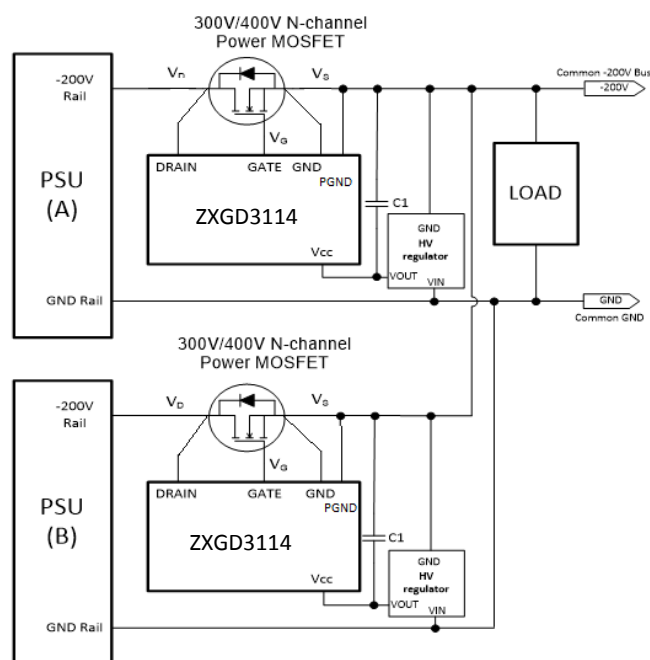 300V/400V N-channel
Power MOSFET
-200V
Rail
VD
VS
Common -200V Bus
-200V
VG
DRAIN
GATE
GND
PGND
PSU
(A)
ZXGD3114
C1
LOAD
GND
HV
regulator
Vcc
VOUT
VIN
GND Rail
GND
Common GND
300V/400V N-channel
Power MOSFET
-200V
Rail
VD
VS
VG
DRAIN
GATE
GND
PGND
PSU
(B)
ZXGD3114
C1
GND
HV
regulator
Vcc
VOUT
VIN
GND Rail